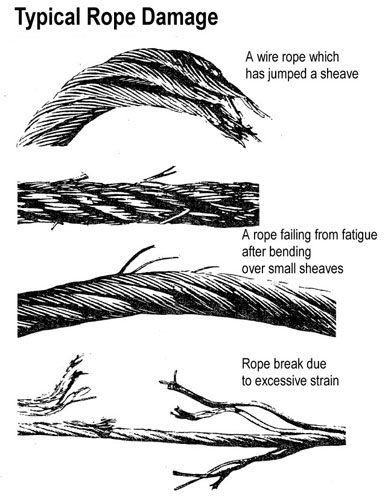 Typical Rope Damage
A wire rope which
has jumped a sheave
A rope failing from fatigue
after bending
over small sheaves
Rope break due
to excessive strain